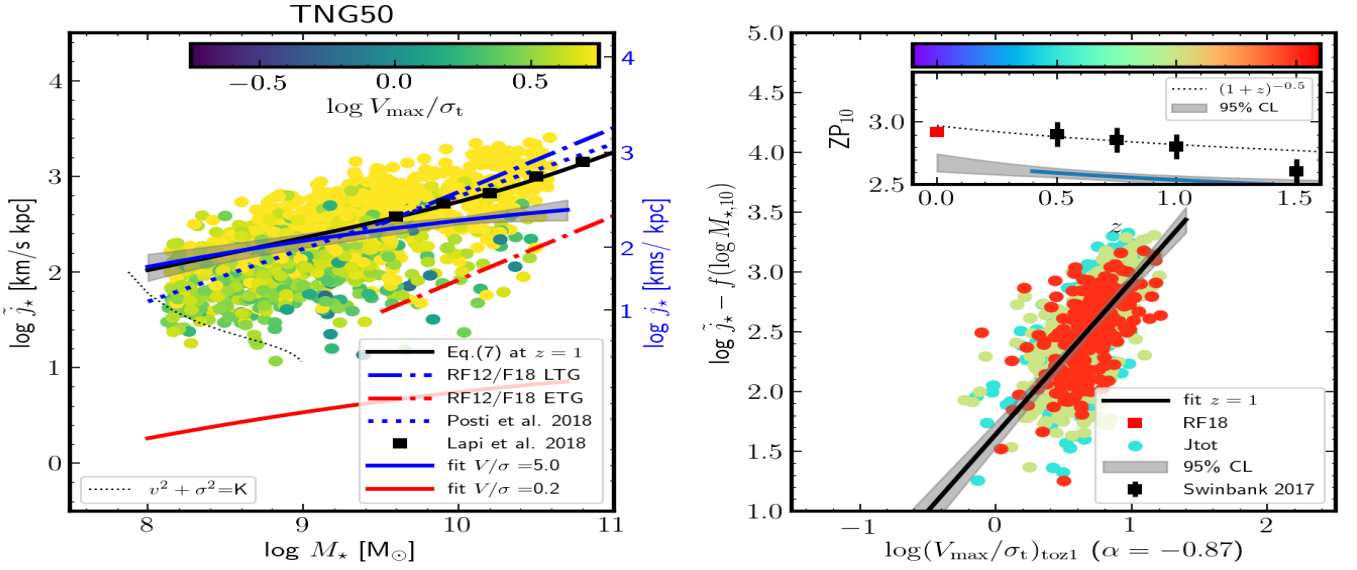 TNG50
−0.5 0.0 0.5
log V_max/σ_t
log j̃⋆ [km/s kpc]
4
3
2
1
0
4
3
2
1
log j⋆ [kms/ kpc]
Eq.(7) at z = 1
RF12/F18 LTG
RF12/F18 ETG
Posti et al. 2018
Lapi et al. 2018
fit V/σ =5.0
fit V/σ =0.2
v² + σ²=K
8 9 10 11
log M⋆ [M⊙]
log j̃⋆ − f(log M⋆,10)
5.0
4.5
4.0
3.5
3.0
2.5
2.0
1.5
1.0
ZP₁₀
3.0
2.5
(1 + z)^−0.5
95% CL
0.0 0.5 1.0 1.5
z
fit z = 1
RF18
Jtot
95% CL
Swinbank 2017
−1 0 1 2
log(V_max/σ_t)_toz1 (α = −0.87)